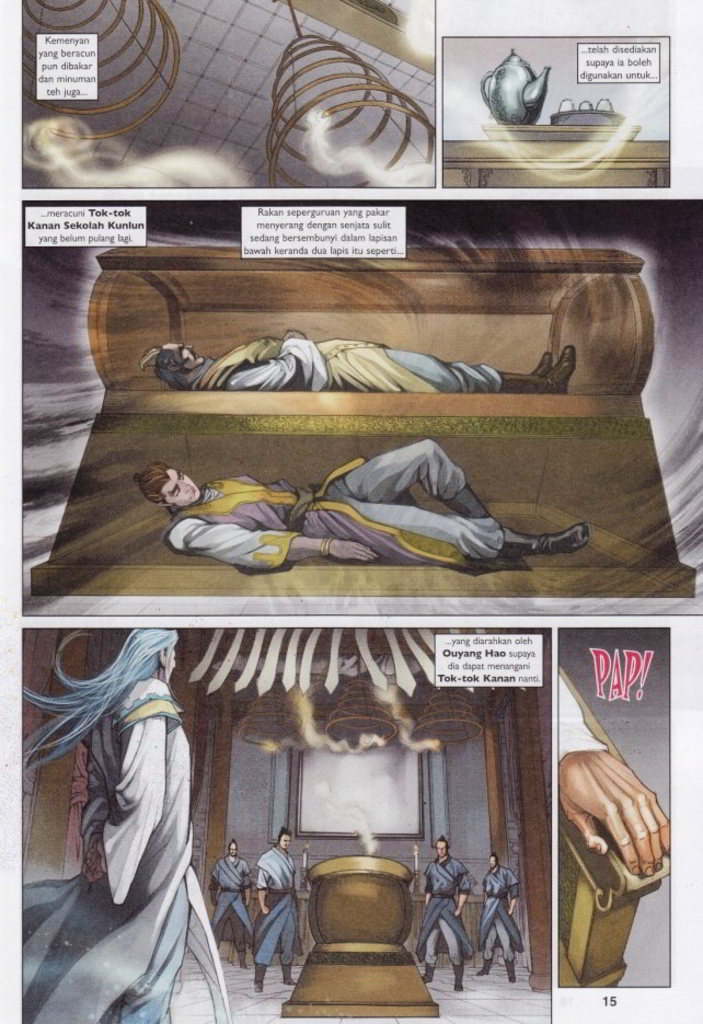 Kemenyan
yang beracun
pun dibakar
dan minuman
teh juga...
...telah disediakan
supaya ia boleh
digunakan untuk...
...meracuni Tok-tok
Kanan Sekolah Kunlun
yang belum pulang lagi.
Rakan seperguruan yang pakar
menyerang dengan senjata sulit
sedang bersembunyi dalam lapisan
bawah keranda dua lapis itu seperti...
...yang diarahkan oleh
Ouyang Hao supaya
dia dapat menangani
Tok-tok Kanan nanti.
PAP!
15